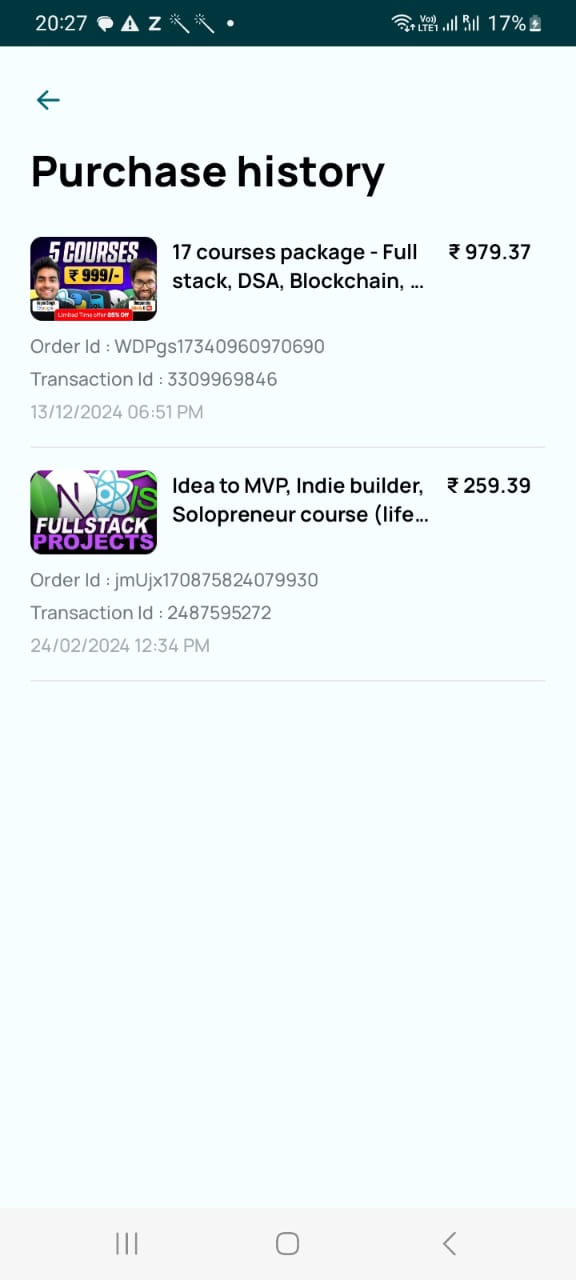 20:27 Z 17%
Purchase history
5 COURSES
₹ 999/-
Limited Time offer 85% Off
17 courses package - Full
stack, DSA, Blockchain, ...
₹ 979.37
Order Id : WDPgs17340960970690
Transaction Id : 3309969846
13/12/2024 06:51 PM
N
JS
FULLSTACK
PROJECTS
Idea to MVP, Indie builder,
Solopreneur course (life...
₹ 259.39
Order Id : jmUjx170875824079930
Transaction Id : 2487595272
24/02/2024 12:34 PM